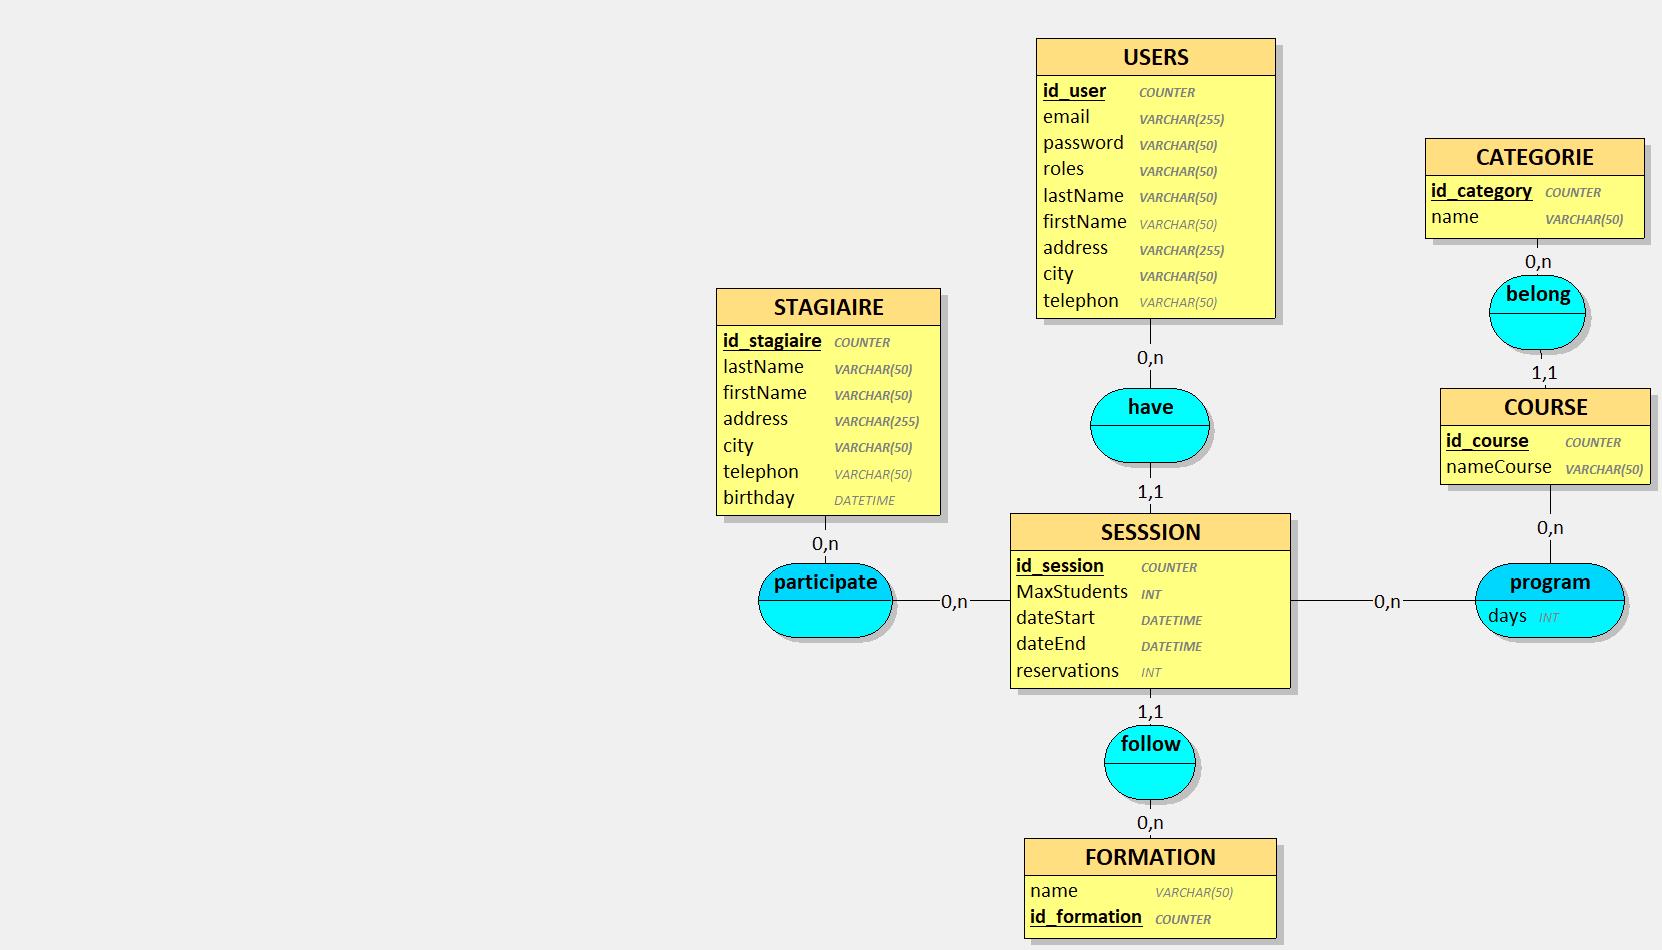 USERS
id_user COUNTER
email VARCHAR(255)
password VARCHAR(50)
roles VARCHAR(50)
lastName VARCHAR(50)
firstName VARCHAR(50)
address VARCHAR(255)
city VARCHAR(50)
telephon VARCHAR(50)
0,n
have
1,1
CATEGORIE
id_category COUNTER
name VARCHAR(50)
0,n
belong
1,1
COURSE
id_course COUNTER
nameCourse VARCHAR(50)
0,n
program
days INT
0,n
STAGIAIRE
id_stagiaire COUNTER
lastName VARCHAR(50)
firstName VARCHAR(50)
address VARCHAR(255)
city VARCHAR(50)
telephon VARCHAR(50)
birthday DATETIME
0,n
participate
0,n
SESSSION
id_session COUNTER
MaxStudents INT
dateStart DATETIME
dateEnd DATETIME
reservations INT
1,1
follow
0,n
FORMATION
name VARCHAR(50)
id_formation COUNTER